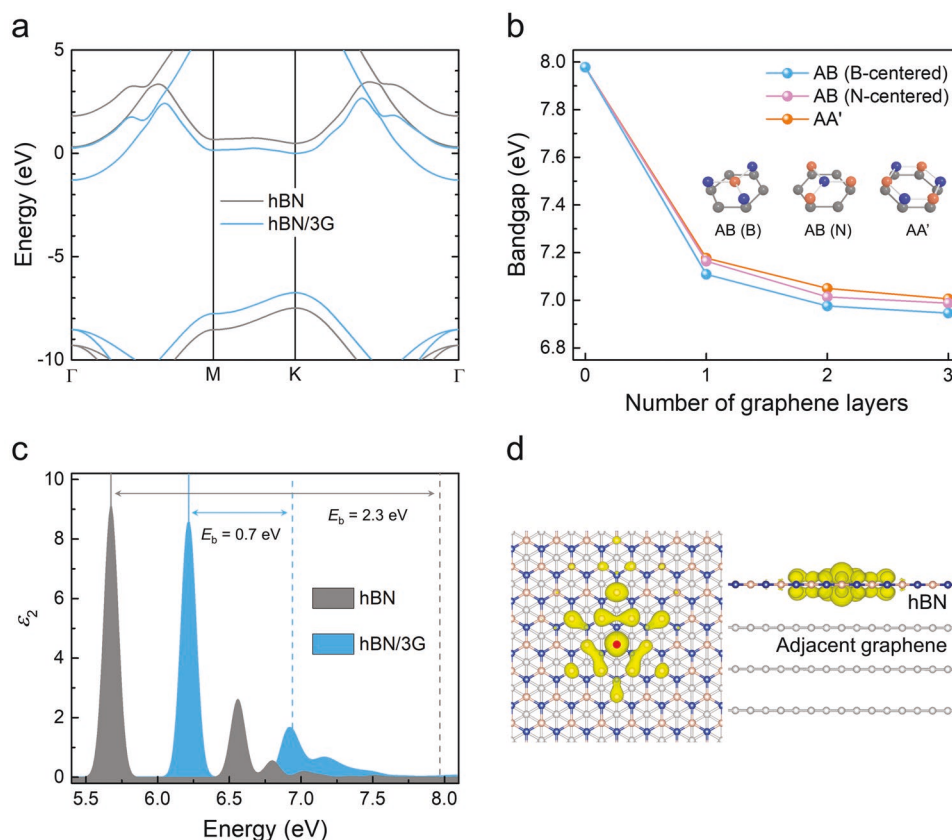 a
5
0
-5
-10
Energy (eV)
hBN
hBN/3G
Γ
M
K
Γ
b
8.0
7.8
7.6
7.4
7.2
7.0
6.8
Bandgap (eV)
AB (B-centered)
AB (N-centered)
AA'
AB (B)
AB (N)
AA'
0
1
2
3
Number of graphene layers
c
10
8
6
4
2
0
ε2
Eb = 2.3 eV
Eb = 0.7 eV
hBN
hBN/3G
5.5
6.0
6.5
7.0
7.5
8.0
Energy (eV)
d
hBN
Adjacent graphene